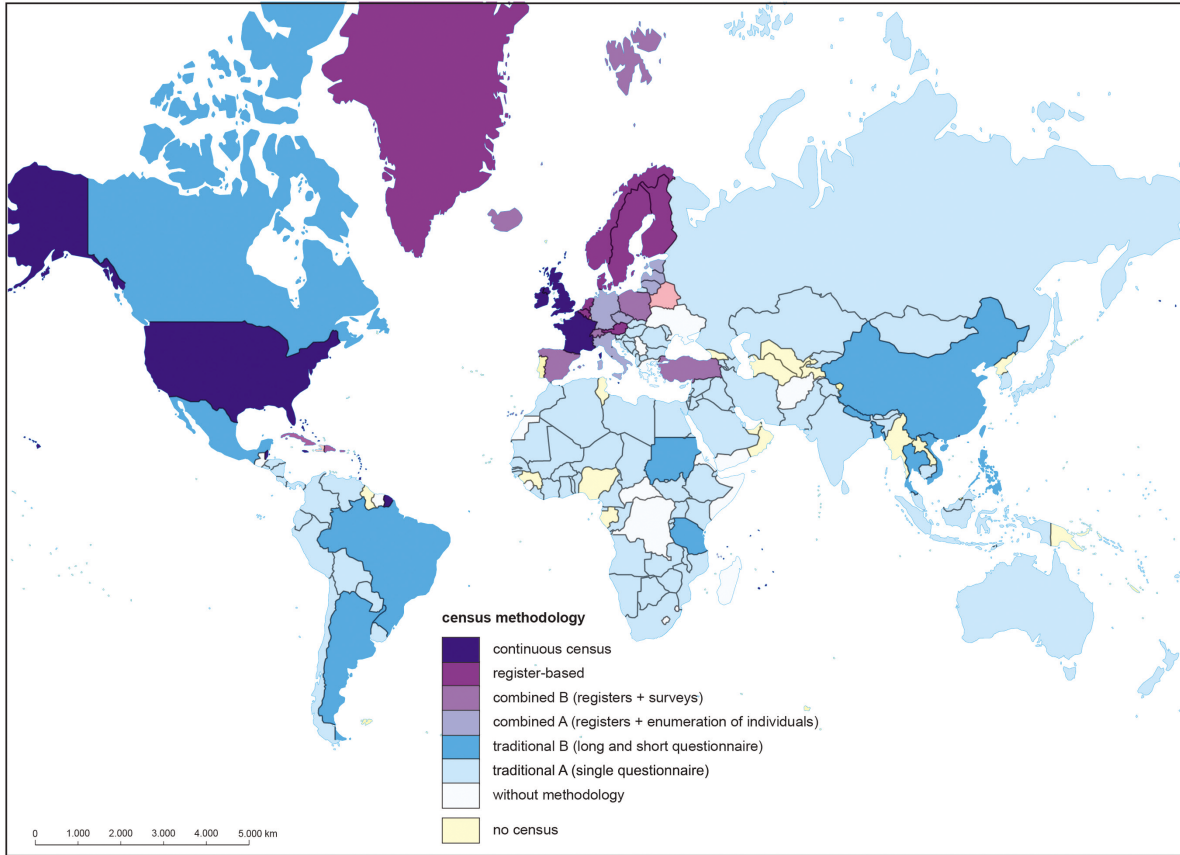 census methodology
continuous census
register-based
combined B (registers + surveys)
combined A (registers + enumeration of individuals)
traditional B (long and short questionnaire)
traditional A (single questionnaire)
without methodology
no census
0 1.000 2.000 3.000 4.000 5.000 km